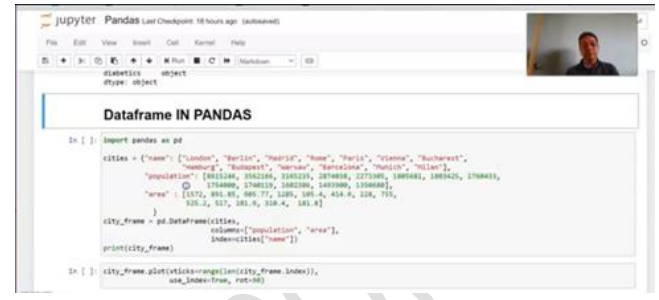 jupyter Pandas Last Checkpoint: 18 hours ago (autosaved)
File Edit View Insert Cell Kernel Help
Run C Markdown
diabetics object
dtype: object
Dataframe IN PANDAS
In [ ]: import pandas as pd
cities = {"name": ["London", "Berlin", "Madrid", "Rome", "Paris", "Vienna", "Bucharest",
"Hamburg", "Budapest", "Warsaw", "Barcelona", "Munich", "Milan"],
"population": [8615246, 3562166, 3165235, 2874038, 2273305, 1805681, 1803425, 1760433,
1754000, 1740119, 1602386, 1493900, 1350680],
"area" : [1572, 891.85, 605.77, 1285, 105.4, 414.6, 228, 755,
525.2, 517, 101.9, 310.4, 181.8]
}
city_frame = pd.DataFrame(cities,
columns=["population", "area"],
index=cities["name"])
print(city_frame)
In [ ]: city_frame.plot(xticks=range(len(city_frame.index)),
use_index=True, rot=90)